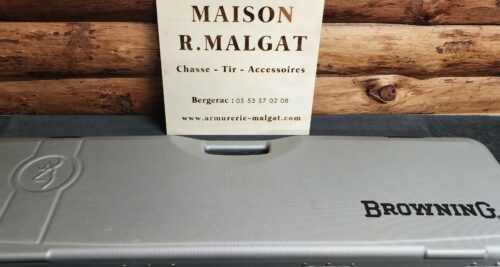 MAISON
R.MALGAT
Chasse - Tir - Accessoires
Bergerac : 05 53 57 02 08
www.armurerie-malgat.com
BROWNING